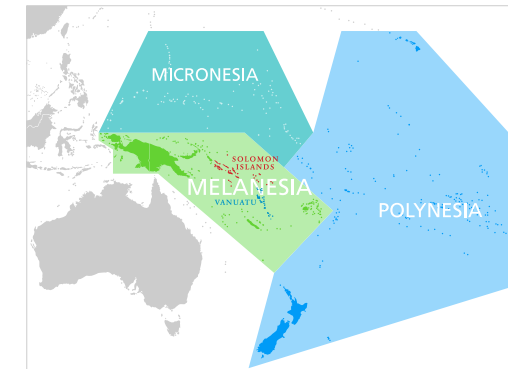 MICRONESIA
SOLOMON
ISLANDS
MELANESIA
VANUATU
POLYNESIA